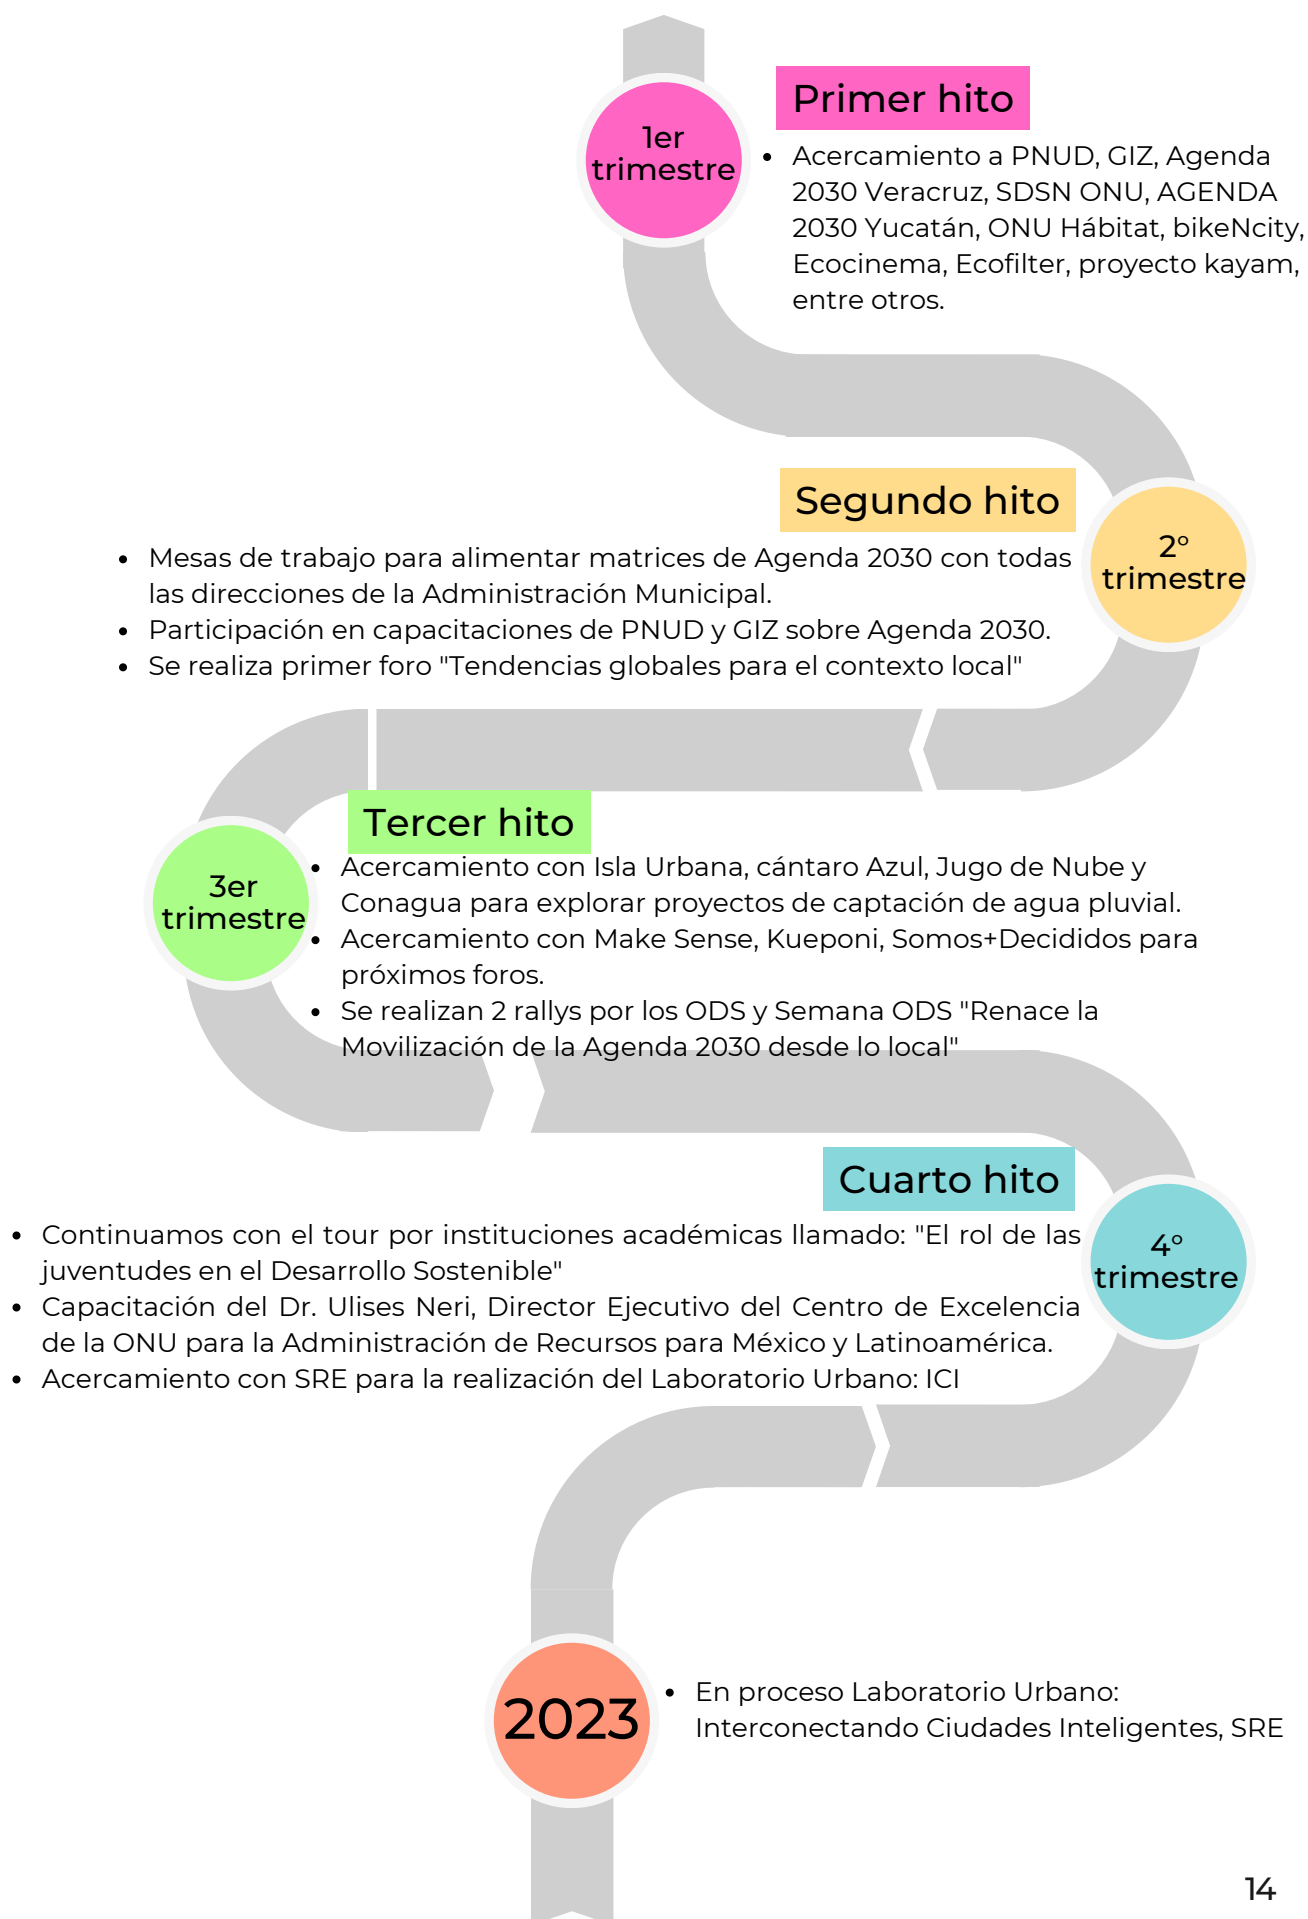 Primer hito
1er
trimestre
• Acercamiento a PNUD, GIZ, Agenda
2030 Veracruz, SDSN ONU, AGENDA
2030 Yucatán, ONU Hábitat, bikeNcity,
Ecocinema, Ecofilter, proyecto kayam,
entre otros.
Segundo hito
2°
trimestre
• Mesas de trabajo para alimentar matrices de Agenda 2030 con todas
las direcciones de la Administración Municipal.
• Participación en capacitaciones de PNUD y GIZ sobre Agenda 2030.
• Se realiza primer foro "Tendencias globales para el contexto local"
Tercer hito
3er
trimestre
• Acercamiento con Isla Urbana, cántaro Azul, Jugo de Nube y
Conagua para explorar proyectos de captación de agua pluvial.
• Acercamiento con Make Sense, Kueponi, Somos+Decididos para
próximos foros.
• Se realizan 2 rallys por los ODS y Semana ODS "Renace la
Movilización de la Agenda 2030 desde lo local"
Cuarto hito
4°
trimestre
• Continuamos con el tour por instituciones académicas llamado: "El rol de las
juventudes en el Desarrollo Sostenible"
• Capacitación del Dr. Ulises Neri, Director Ejecutivo del Centro de Excelencia
de la ONU para la Administración de Recursos para México y Latinoamérica.
• Acercamiento con SRE para la realización del Laboratorio Urbano: ICI
2023
• En proceso Laboratorio Urbano:
Interconectando Ciudades Inteligentes, SRE
14